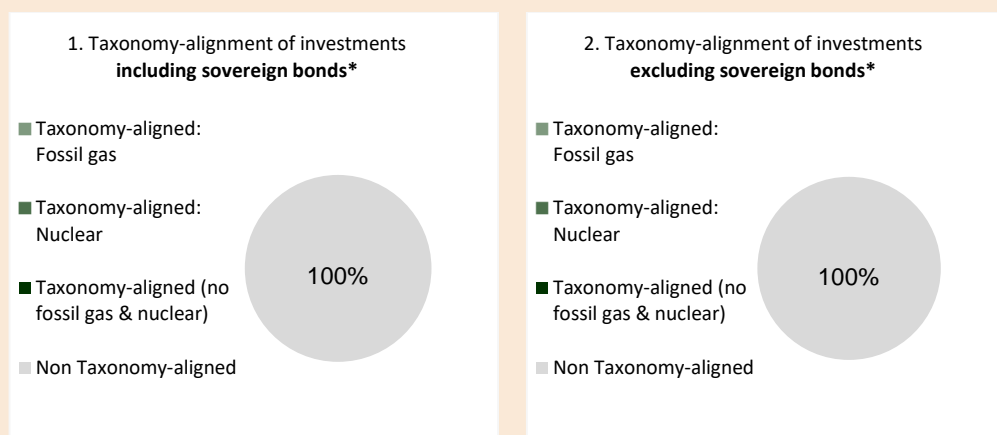 1. Taxonomy-alignment of investments
including sovereign bonds*
Taxonomy-aligned:
Fossil gas
Taxonomy-aligned:
Nuclear
Taxonomy-aligned (no
fossil gas & nuclear)
Non Taxonomy-aligned
100%
2. Taxonomy-alignment of investments
excluding sovereign bonds*
Taxonomy-aligned:
Fossil gas
Taxonomy-aligned:
Nuclear
Taxonomy-aligned (no
fossil gas & nuclear)
Non Taxonomy-aligned
100%